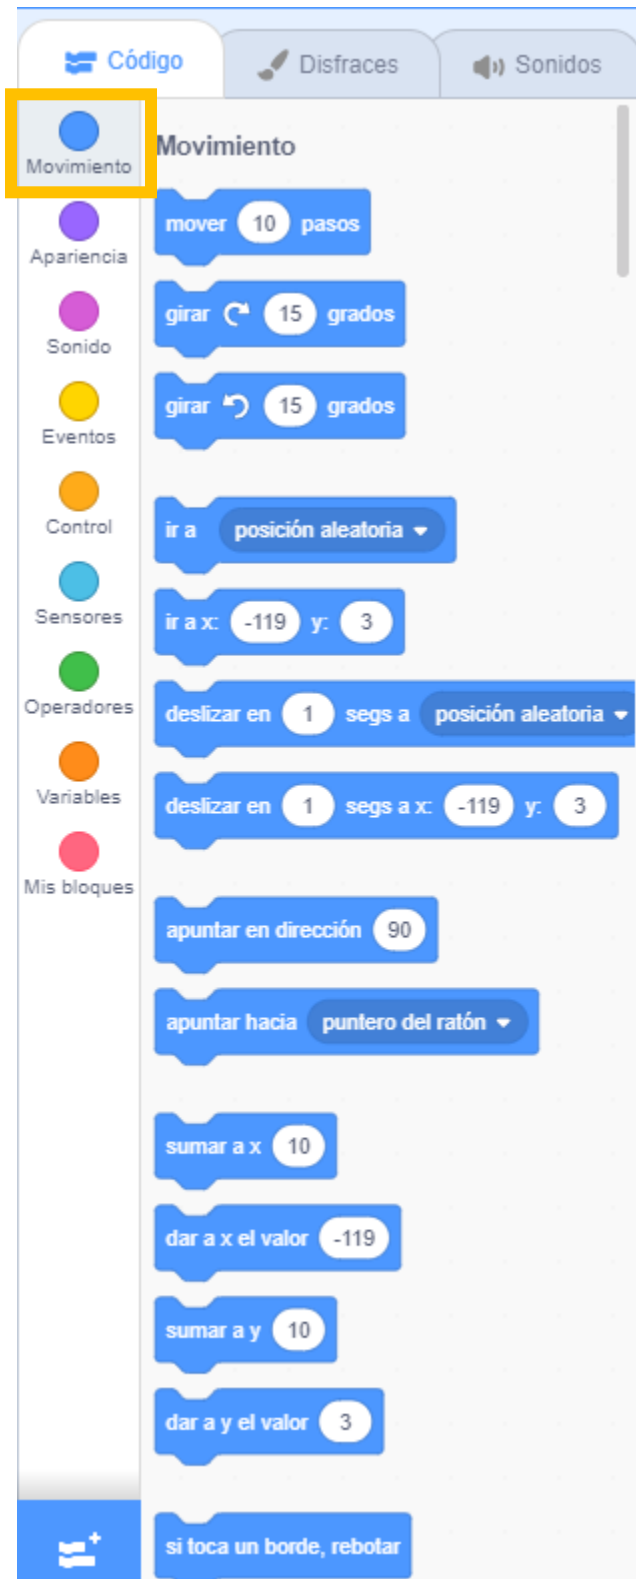 Código
Disfraces
Sonidos
Movimiento
Apariencia
Sonido
Eventos
Control
Sensores
Operadores
Variables
Mis bloques
Movimiento
mover 10 pasos
girar 15 grados
girar 15 grados
ir a posición aleatoria
ir a x: -119 y: 3
deslizar en 1 segs a posición aleatoria
deslizar en 1 segs a x: -119 y: 3
apuntar en dirección 90
apuntar hacia puntero del ratón
sumar a x 10
dar a x el valor -119
sumar a y 10
dar a y el valor 3
si toca un borde, rebotar